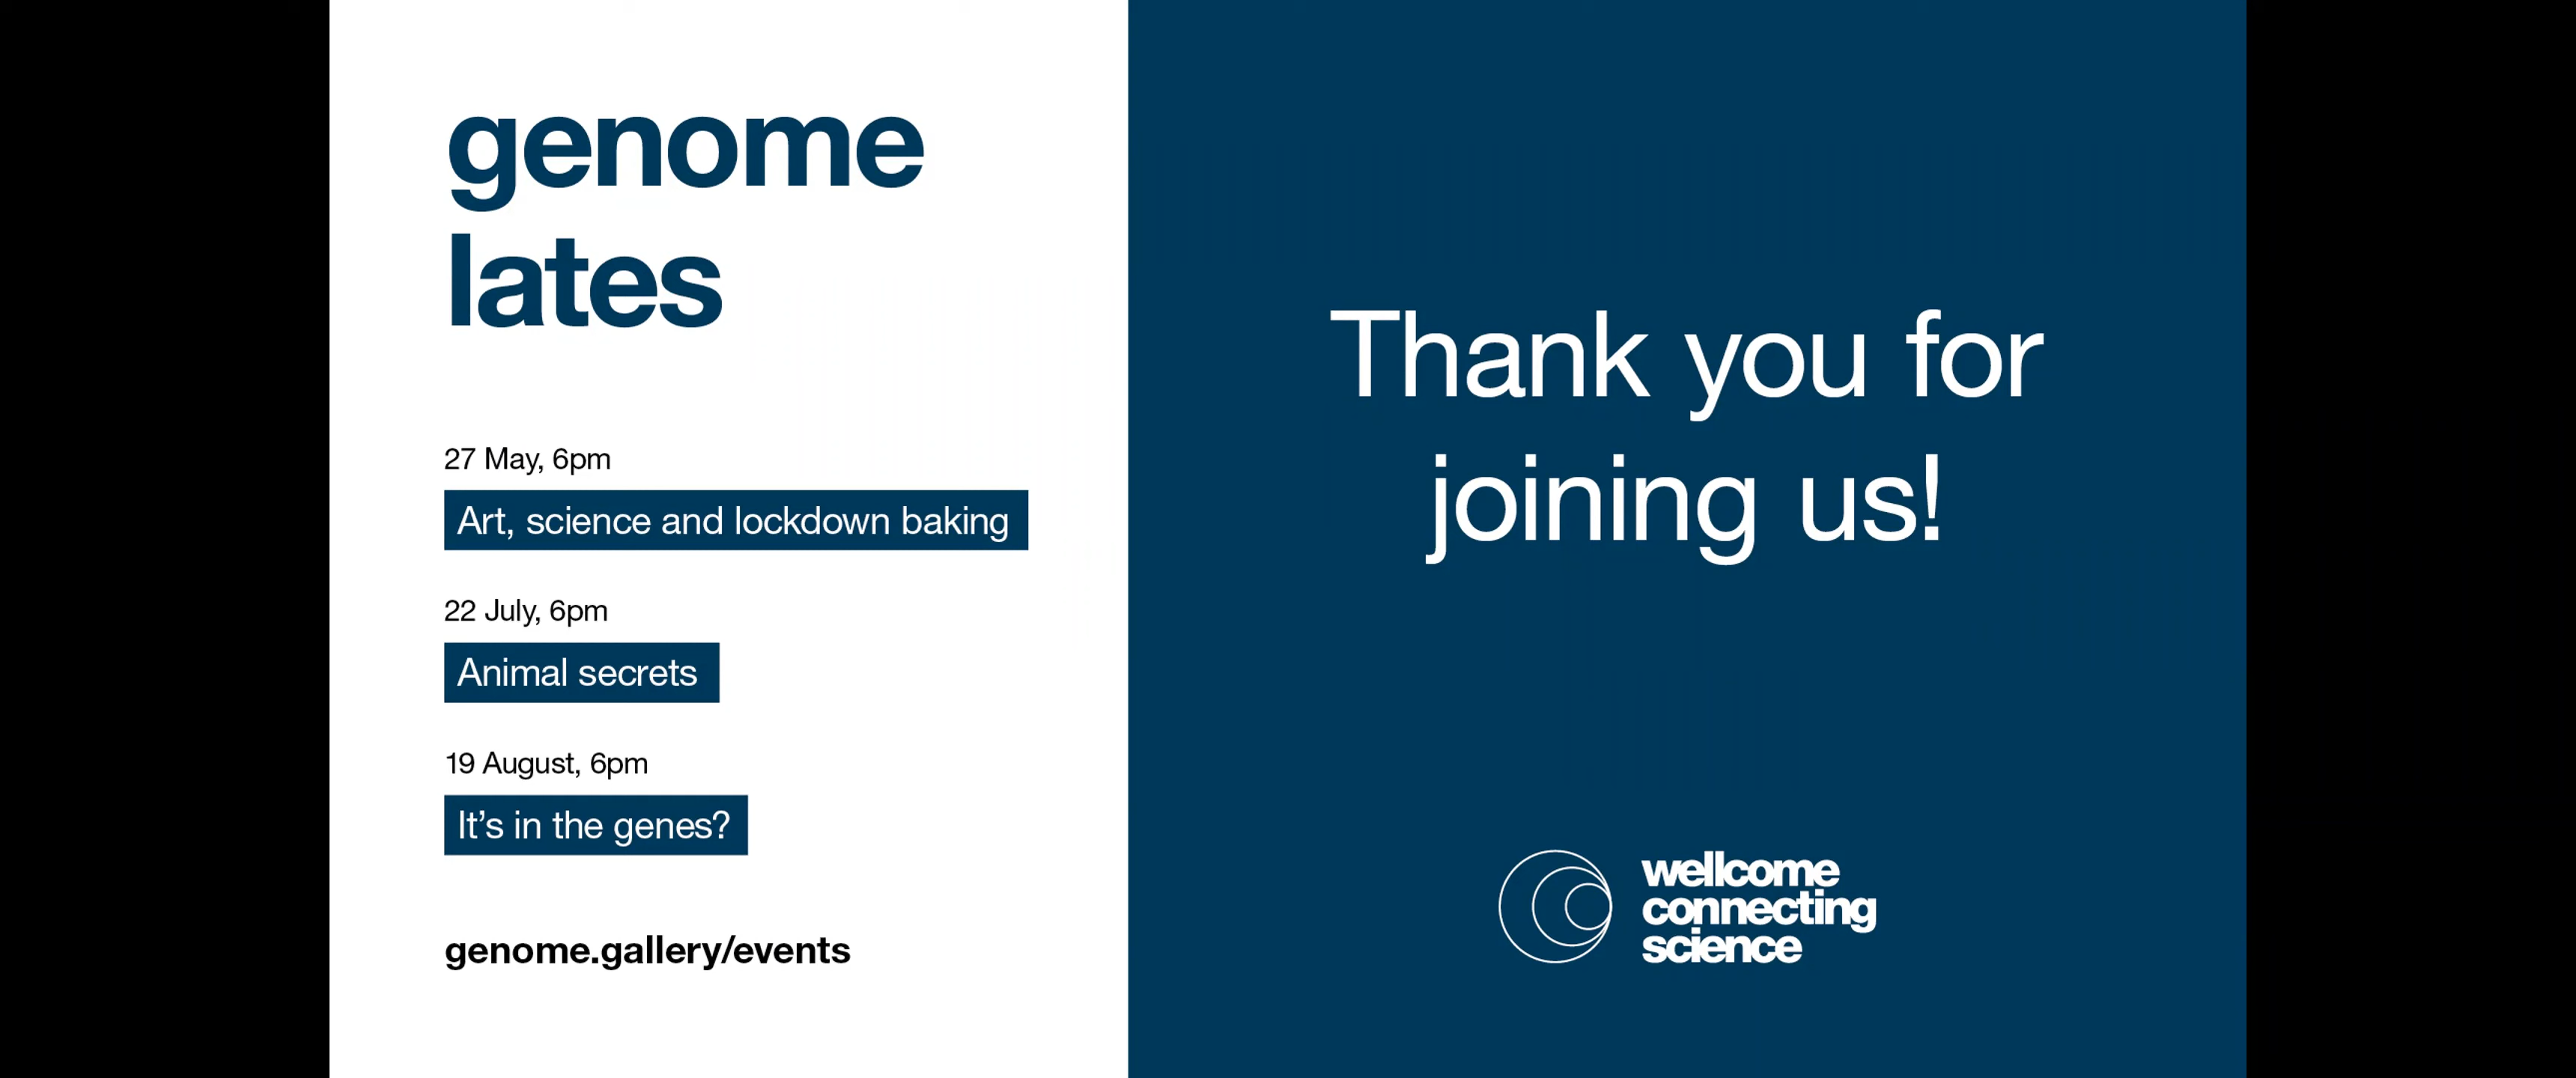 genome
lates
27 May, 6pm
Art, science and lockdown baking
22 July, 6pm
Animal secrets
19 August, 6pm
It’s in the genes?
genome.gallery/events
Thank you for
joining us!
wellcome
connecting
science